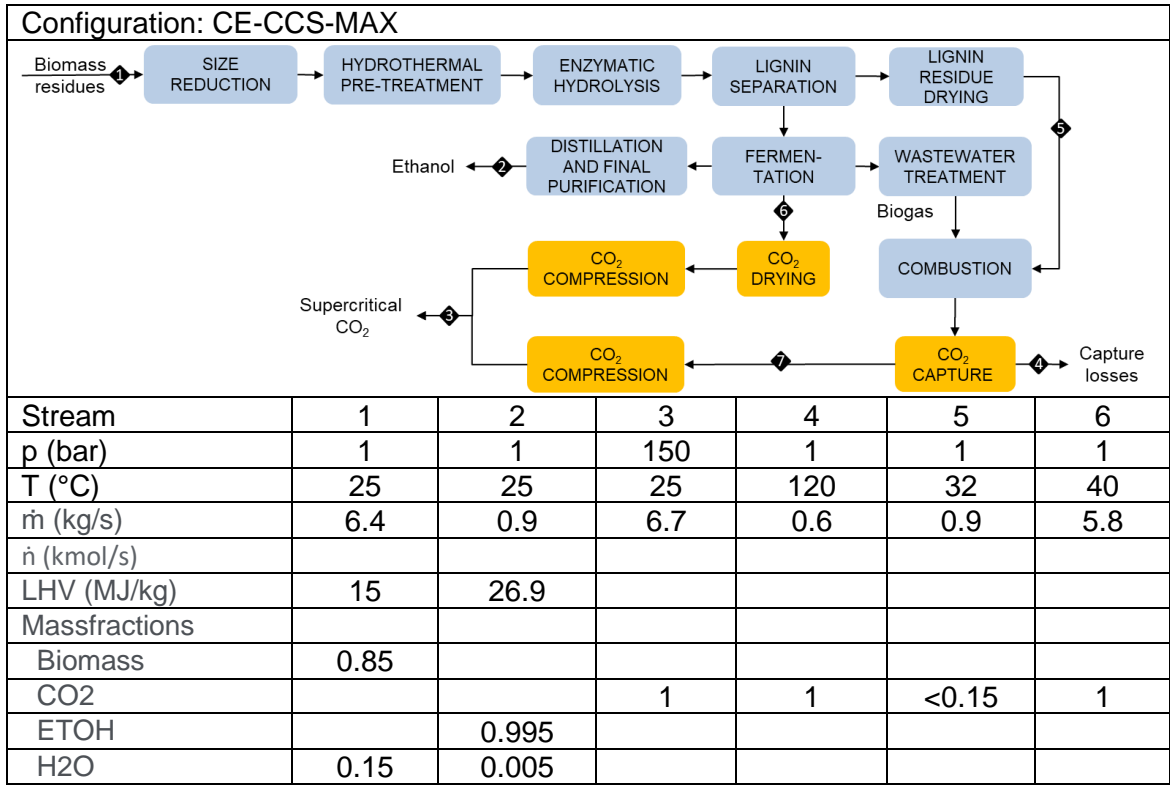 Configuration: CE-CCS-MAX
Biomass
residues
1
SIZE
REDUCTION
HYDROTHERMAL
PRE-TREATMENT
ENZYMATIC
HYDROLYSIS
LIGNIN
SEPARATION
LIGNIN
RESIDUE
DRYING
5
Ethanol
2
DISTILLATION
AND FINAL
PURIFICATION
FERMEN-
TATION
WASTEWATER
TREATMENT
6
Biogas
CO2
COMPRESSION
CO2
DRYING
COMBUSTION
Supercritical
CO2
3
CO2
COMPRESSION
7
CO2
CAPTURE
4
Capture
losses
Stream 1 2 3 4 5 6
p (bar) 1 1 150 1 1 1
T (°C) 25 25 25 120 32 40
ṁ (kg/s) 6.4 0.9 6.7 0.6 0.9 5.8
ṅ (kmol/s)
LHV (MJ/kg) 15 26.9
Massfractions
Biomass 0.85
CO2 1 1 <0.15 1
ETOH 0.995
H2O 0.15 0.005